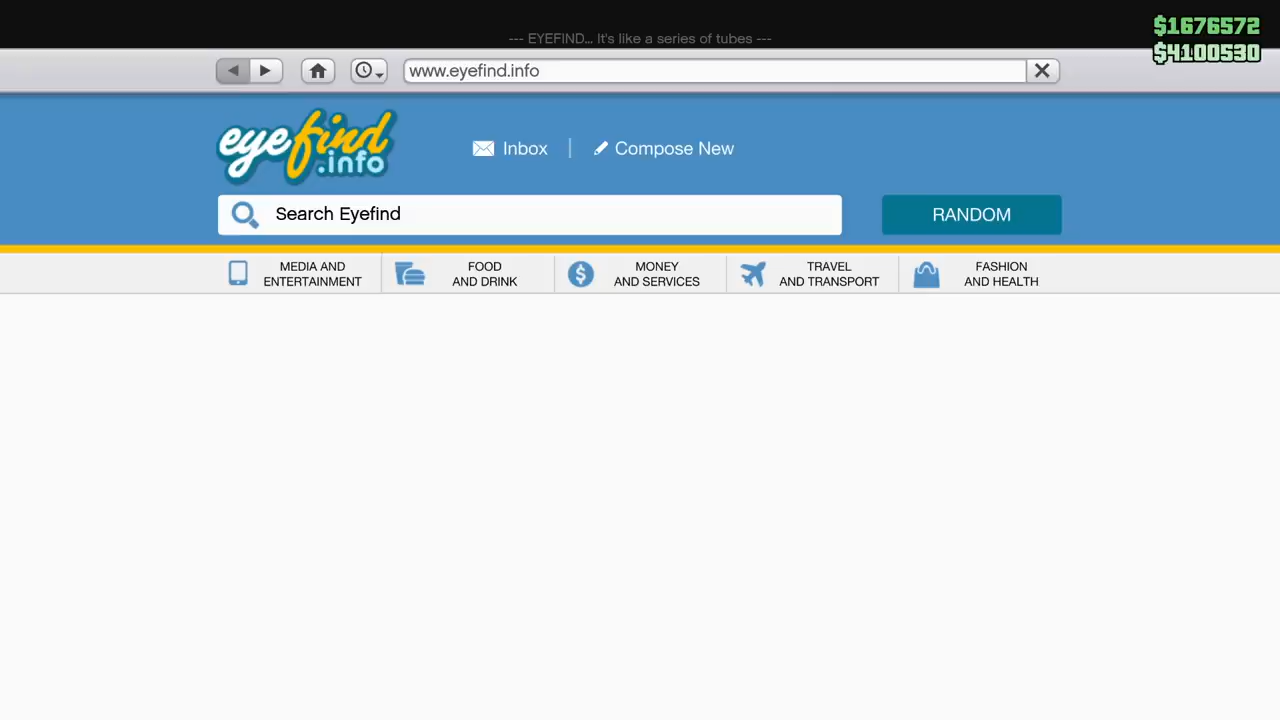 $1676572
--- EYEFIND... It's like a series of tubes ---
$4100530
www.eyefind.info
eyefind
.info
Inbox
Compose New
Search Eyefind
RANDOM
MEDIA AND
ENTERTAINMENT
FOOD
AND DRINK
MONEY
AND SERVICES
TRAVEL
AND TRANSPORT
FASHION
AND HEALTH